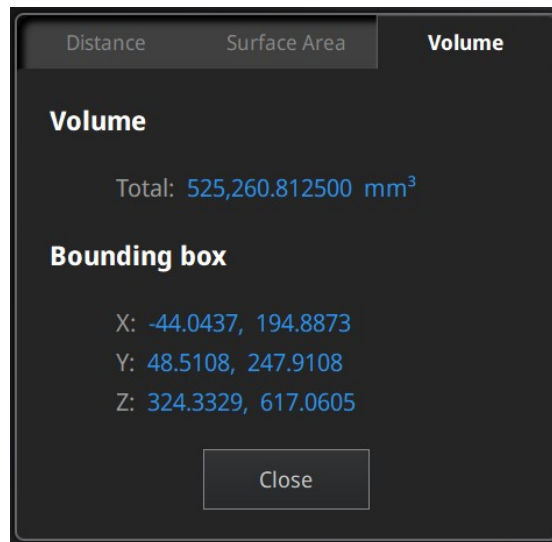 Distance Surface Area Volume
Volume
Total: 525,260.812500 mm³
Bounding box
X: -44.0437, 194.8873
Y: 48.5108, 247.9108
Z: 324.3329, 617.0605
Close